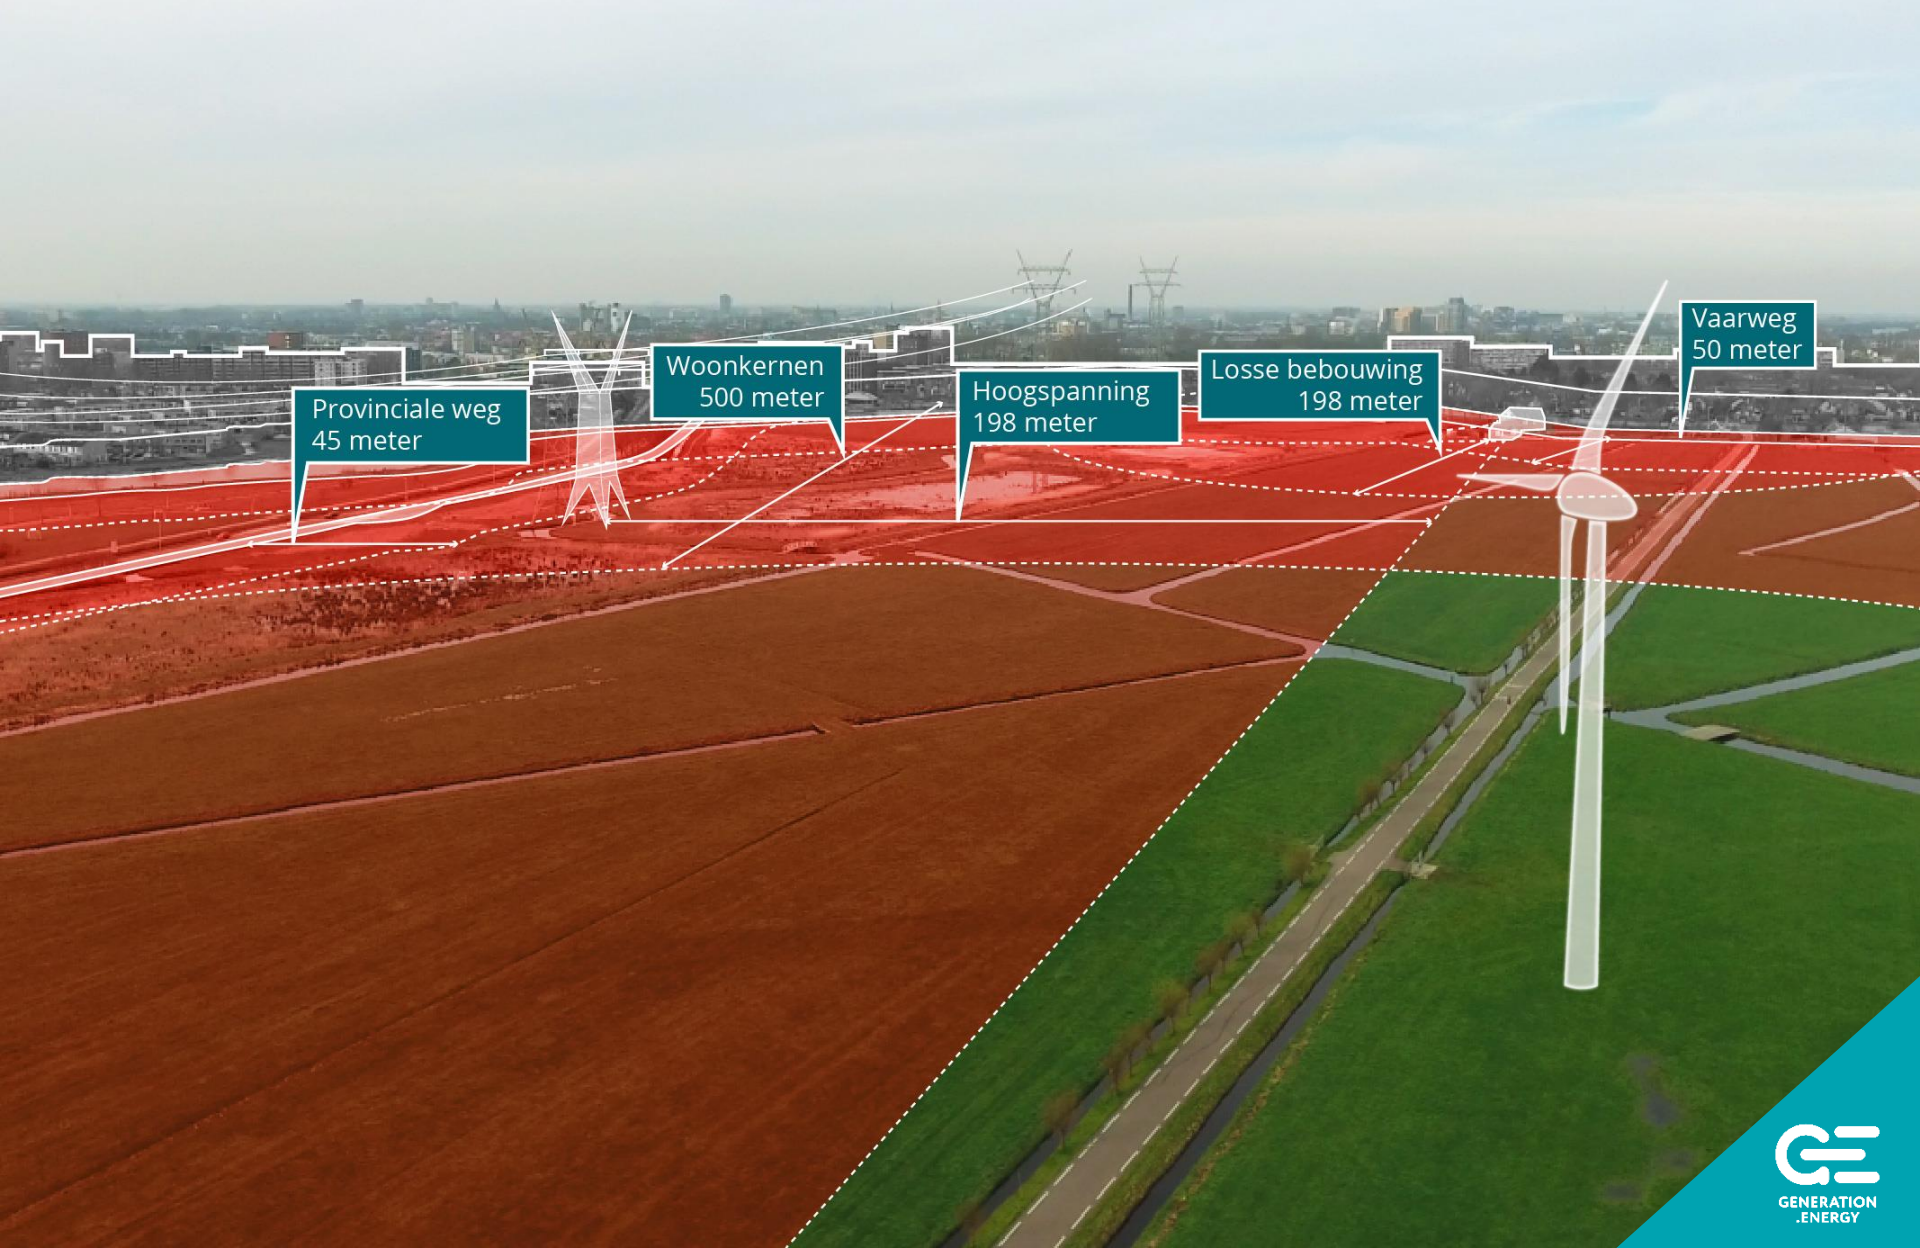 Provinciale weg
45 meter
Woonkernen
500 meter
Hoogspanning
198 meter
Losse bebouwing
198 meter
Vaarweg
50 meter
GE
GENERATION
.ENERGY